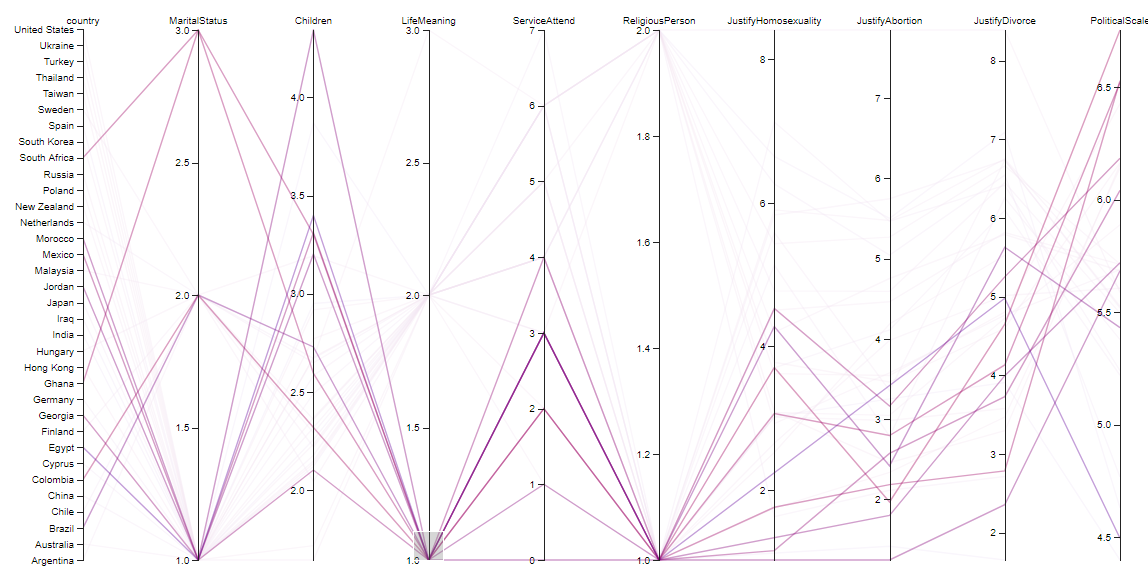 country MaritalStatus Children LifeMeaning ServiceAttend ReligiousPerson JustifyHomosexuality JustifyAbortion JustifyDivorce PoliticalScale
United States
Ukraine
Turkey
Thailand
Taiwan
Sweden
Spain
South Korea
South Africa
Russia
Poland
New Zealand
Netherlands
Morocco
Mexico
Malaysia
Jordan
Japan
Iraq
India
Hungary
Hong Kong
Ghana
Germany
Georgia
Finland
Egypt
Cyprus
Colombia
China
Chile
Brazil
Australia
Argentina
3.0
2.5
2.0
1.5
1.0
4.0
3.5
3.0
2.5
2.0
3.0
2.5
2.0
1.5
1.0
7
6
5
4
3
2
1
0
2.0
1.8
1.6
1.4
1.2
1.0
8
6
4
2
7
6
5
4
3
2
8
7
6
5
4
3
2
6.5
6.0
5.5
5.0
4.5